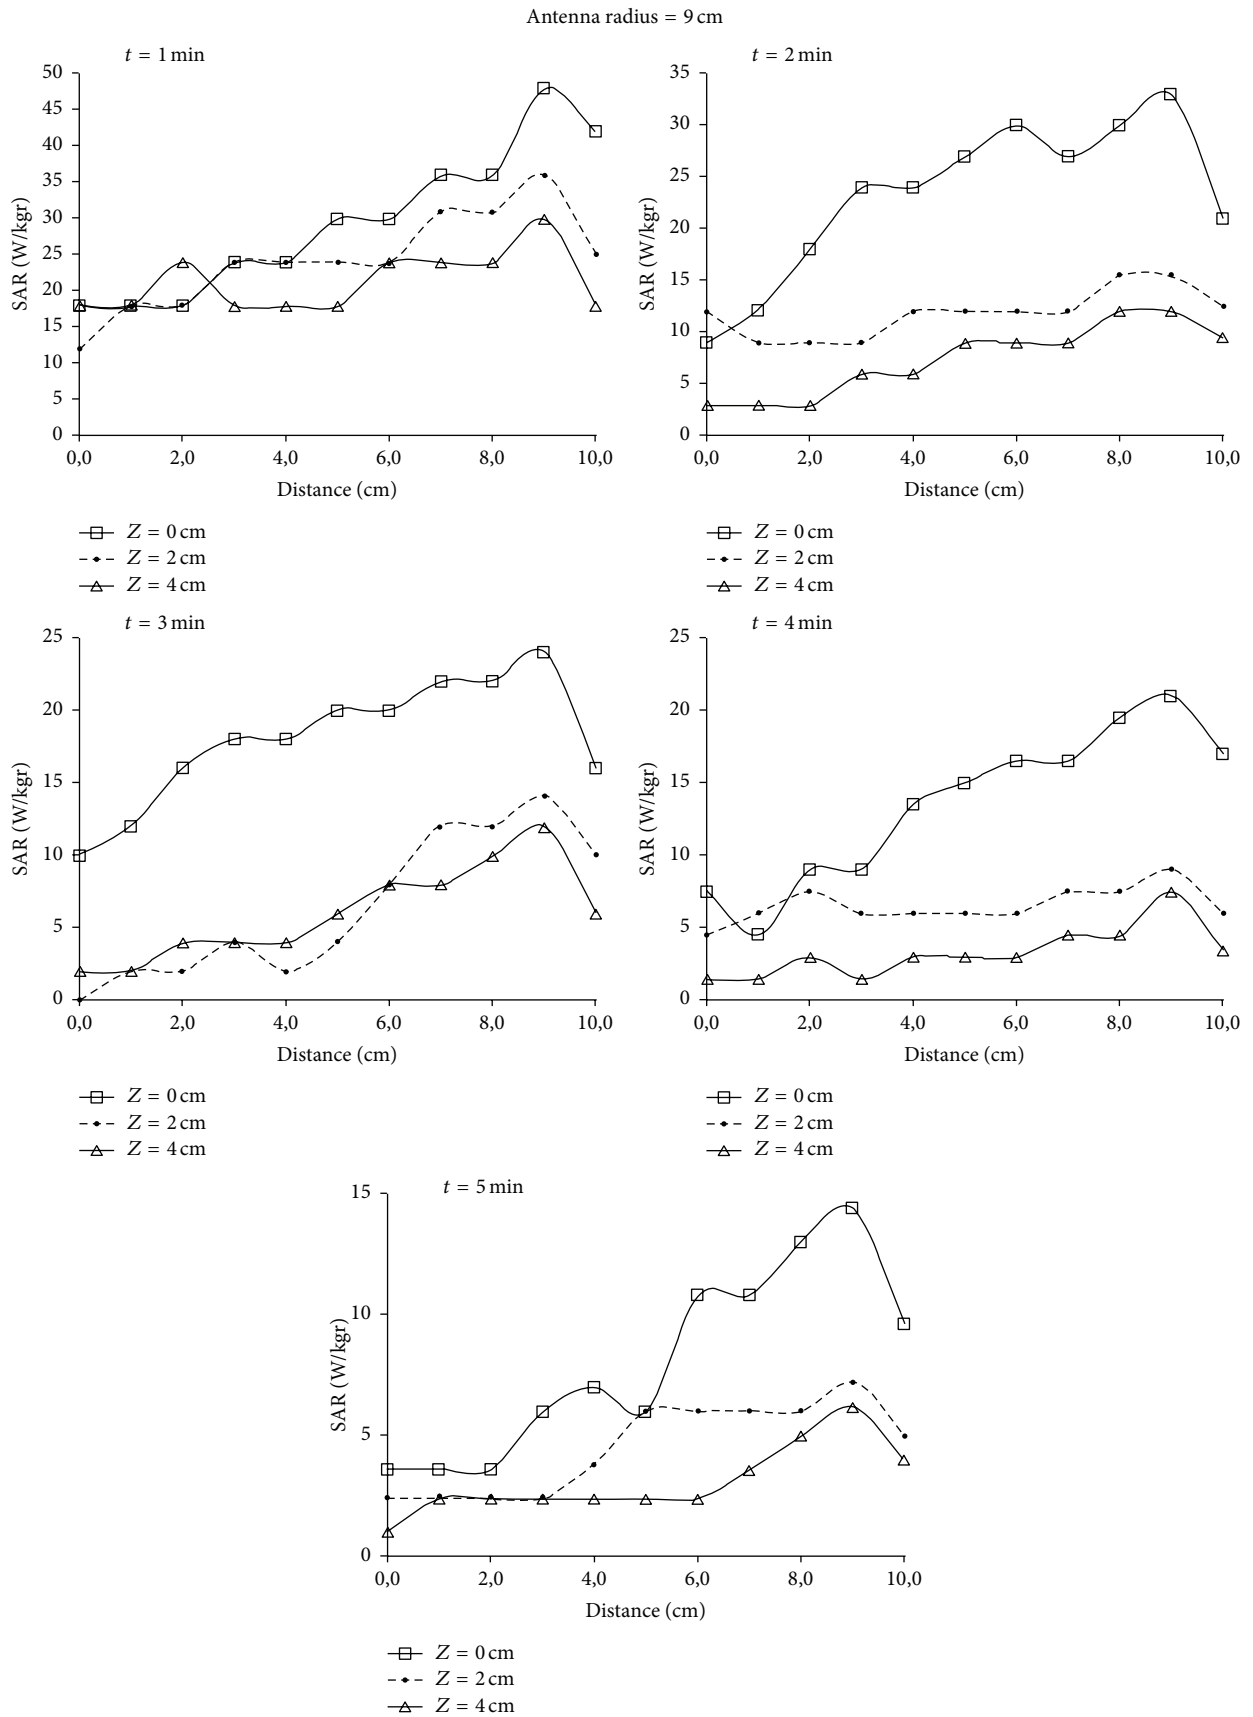 Antenna radius = 9 cm
t = 1 min
50
45
40
35
30
25
20
15
10
5
0
SAR (W/kgr)
0,0 2,0 4,0 6,0 8,0 10,0
Distance (cm)
Z = 0 cm
Z = 2 cm
Z = 4 cm
t = 2 min
35
30
25
20
15
10
5
0
SAR (W/kgr)
0,0 2,0 4,0 6,0 8,0 10,0
Distance (cm)
Z = 0 cm
Z = 2 cm
Z = 4 cm
t = 3 min
25
20
15
10
5
0
SAR (W/kgr)
0,0 2,0 4,0 6,0 8,0 10,0
Distance (cm)
Z = 0 cm
Z = 2 cm
Z = 4 cm
t = 4 min
25
20
15
10
5
0
SAR (W/kgr)
0,0 2,0 4,0 6,0 8,0 10,0
Distance (cm)
Z = 0 cm
Z = 2 cm
Z = 4 cm
t = 5 min
15
10
5
0
SAR (W/kgr)
0,0 2,0 4,0 6,0 8,0 10,0
Distance (cm)
Z = 0 cm
Z = 2 cm
Z = 4 cm